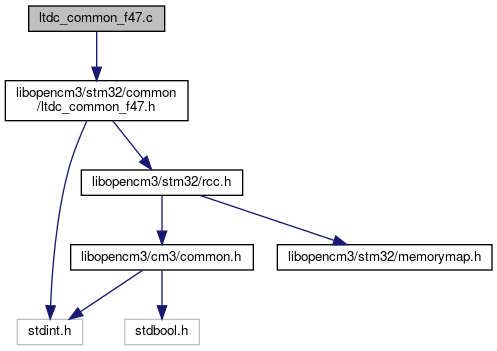 ltdc_common_f47.c
libopencm3/stm32/common
/ltdc_common_f47.h
libopencm3/stm32/rcc.h
libopencm3/cm3/common.h
libopencm3/stm32/memorymap.h
stdint.h
stdbool.h